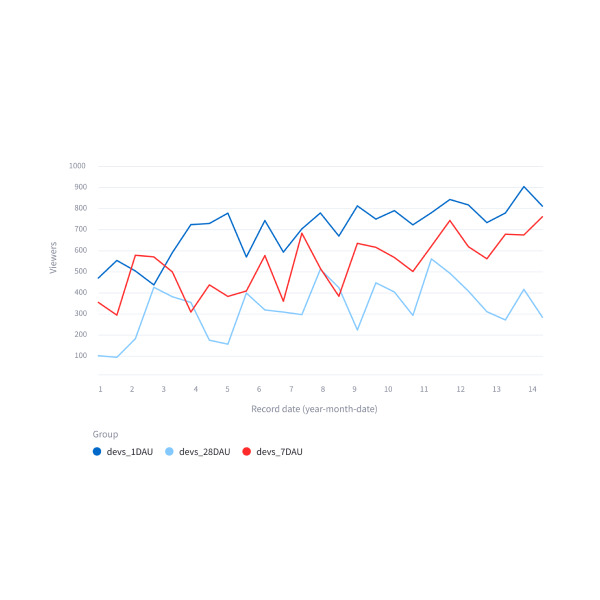 1000
900
800
700
600
500
400
300
200
100
Viewers
1 2 3 4 5 6 7 8 9 10 11 12 13 14
Record date (year-month-date)
Group
devs_1DAU devs_28DAU devs_7DAU